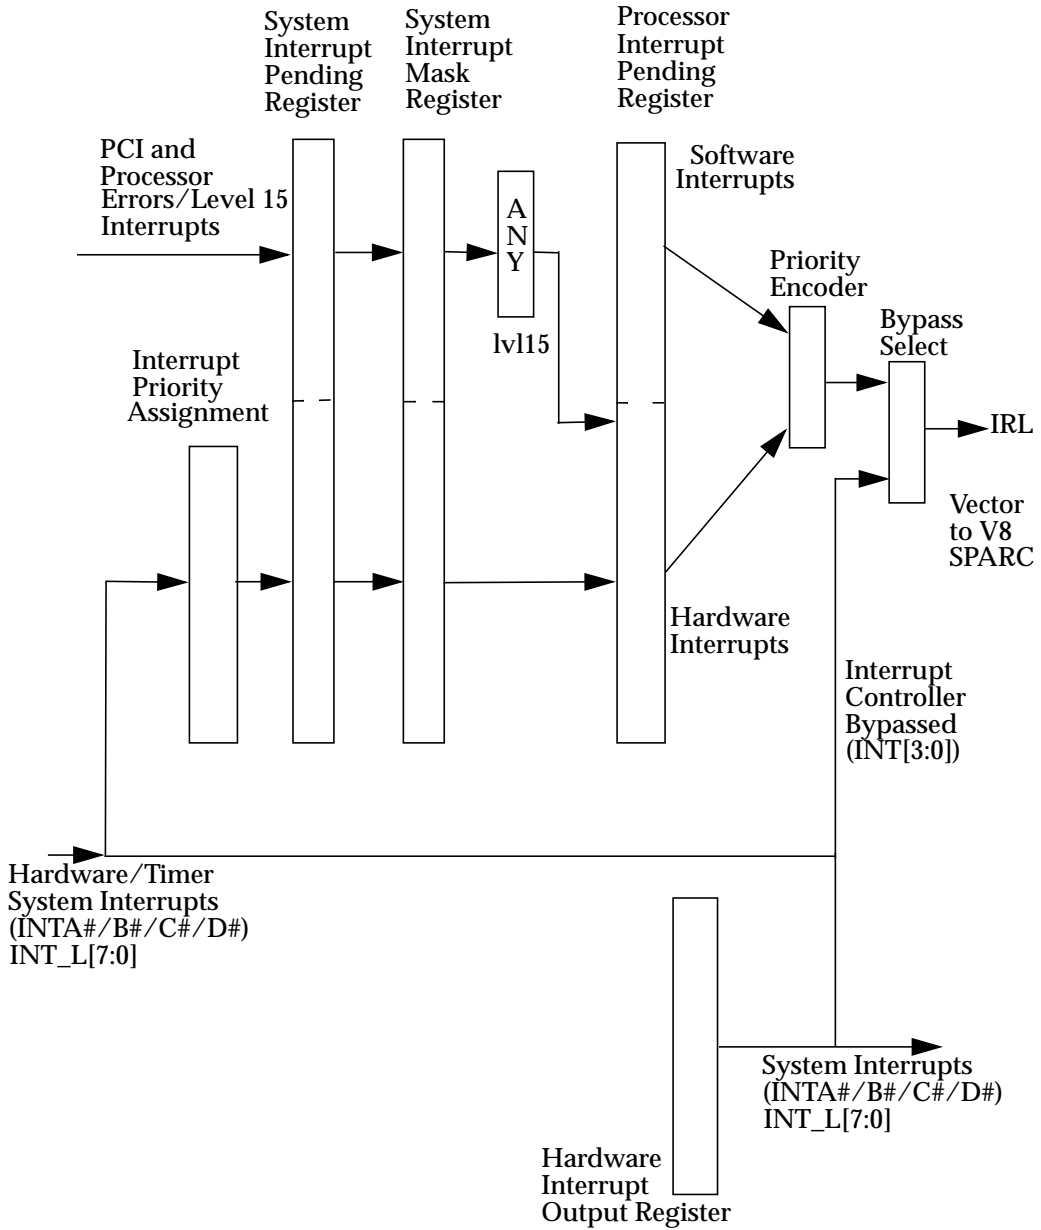 System
Interrupt
Pending
Register
System
Interrupt
Mask
Register
Processor
Interrupt
Pending
Register
PCI and
Processor
Errors/Level 15
Interrupts
A
N
Y
lvl15
Software
Interrupts
Priority
Encoder
Bypass
Select
Interrupt
Priority
Assignment
IRL
Vector
to V8
SPARC
Hardware
Interrupts
Interrupt
Controller
Bypassed
(INT[3:0])
Hardware/Timer
System Interrupts
(INTA#/B#/C#/D#)
INT_L[7:0]
System Interrupts
(INTA#/B#/C#/D#)
INT_L[7:0]
Hardware
Interrupt
Output Register